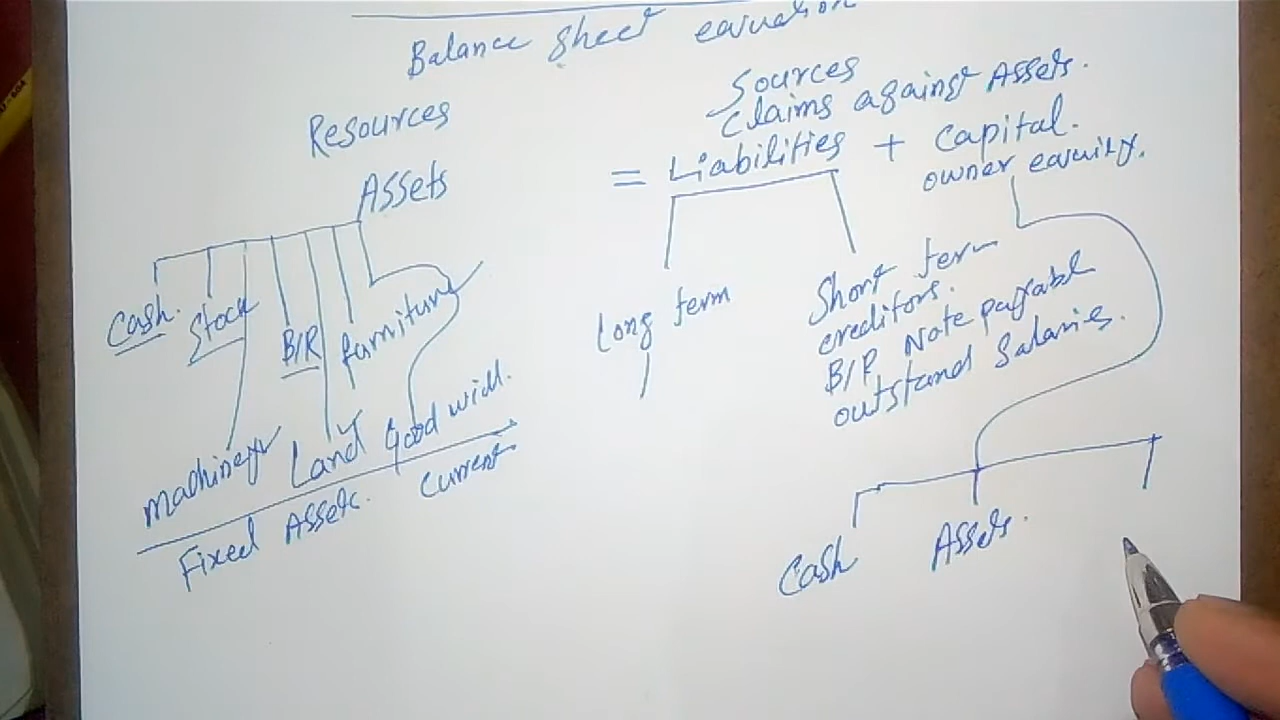 Balance sheet equation
Resources
Assets
Cash.
Stock
B/R
furniture
machinery
Land
Good will.
Fixed Assets.
Current
Sources
Claims against Assets.
= Liabilities + Capital.
owner equity.
Long term
Short term
creditors.
B/P Note payable
outstand Salaries.
Cash
Assets.